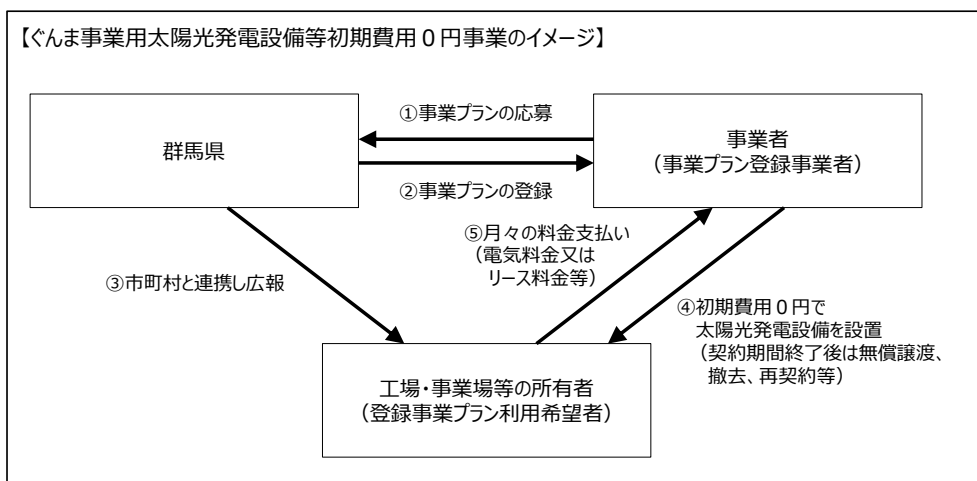 【ぐんま事業用太陽光発電設備等初期費用０円事業のイメージ】
群馬県
①事業プランの応募
②事業プランの登録
事業者
（事業プラン登録事業者）
③市町村と連携し広報
⑤月々の料金支払い
（電気料金又は
リース料金等）
④初期費用０円で
太陽光発電設備を設置
（契約期間終了後は無償譲渡、
撤去、再契約等）
工場・事業場等の所有者
（登録事業プラン利用希望者）